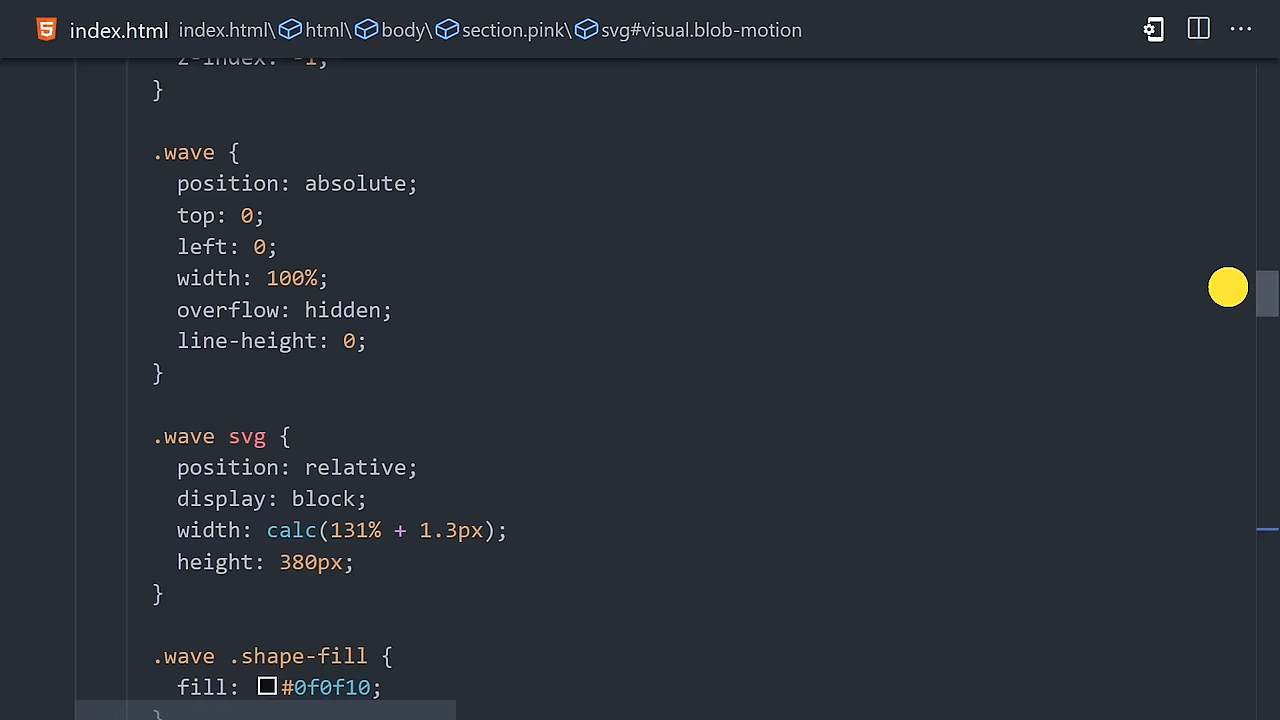 index.html index.html\html\body\section.pink\svg#visual.blob-motion
z-index: -1;
}
.wave {
position: absolute;
top: 0;
left: 0;
width: 100%;
overflow: hidden;
line-height: 0;
}
.wave svg {
position: relative;
display: block;
width: calc(131% + 1.3px);
height: 380px;
}
.wave .shape-fill {
fill: #0f0f10;
}